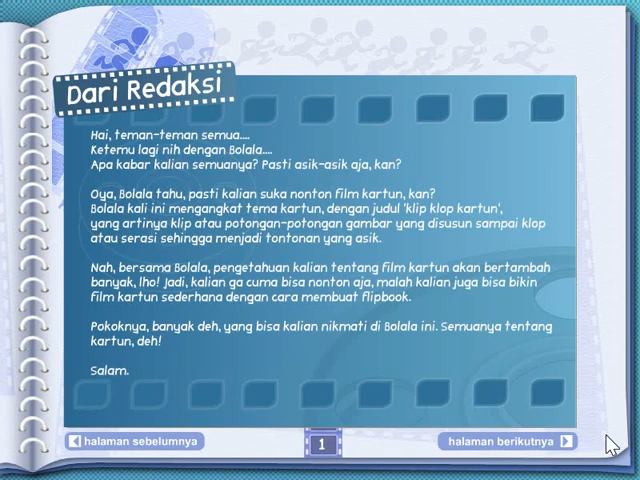 Dari Redaksi
Hai, teman-teman semua....
Ketemu lagi nih dengan Bolala....
Apa kabar kalian semuanya? Pasti asik-asik aja, kan?
Oya, Bolala tahu, pasti kalian suka nonton film kartun, kan?
Bolala kali ini mengangkat tema kartun, dengan judul 'klip klop kartun',
yang artinya klip atau potongan-potongan gambar yang disusun sampai klop
atau serasi sehingga menjadi tontonan yang asik.
Nah, bersama Bolala, pengetahuan kalian tentang film kartun akan bertambah
banyak, lho! Jadi, kalian ga cuma bisa nonton aja, malah kalian juga bisa bikin
film kartun sederhana dengan cara membuat flipbook.
Pokoknya, banyak deh, yang bisa kalian nikmati di Bolala ini. Semuanya tentang
kartun, deh!
Salam.
halaman sebelumnya
1
halaman berikutnya